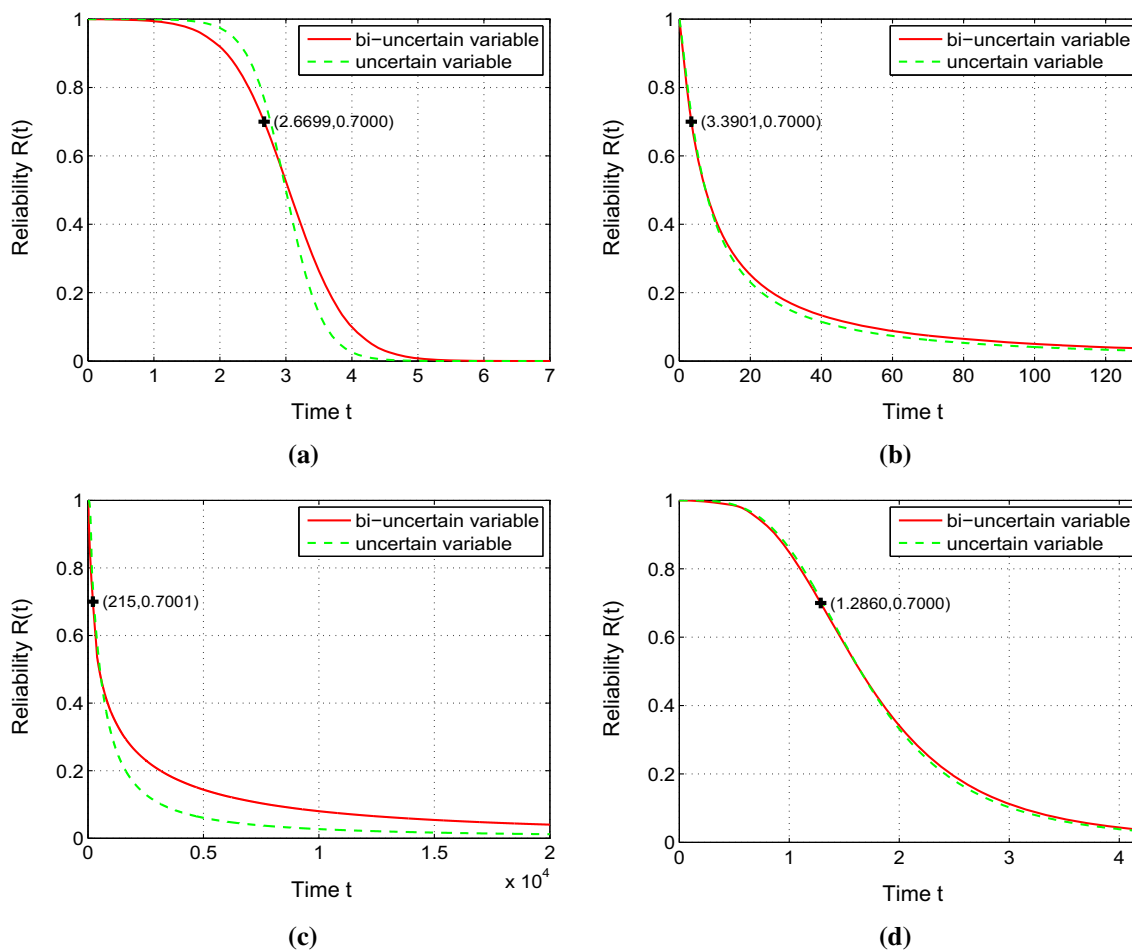 bi-uncertain variable
uncertain variable
(2.6699,0.7000)
Reliability R(t)
1
0.8
0.6
0.4
0.2
0
0 1 2 3 4 5 6 7
Time t
(a)
bi-uncertain variable
uncertain variable
(3.3901,0.7000)
Reliability R(t)
1
0.8
0.6
0.4
0.2
0
0 20 40 60 80 100 120
Time t
(b)
bi-uncertain variable
uncertain variable
(215,0.7001)
Reliability R(t)
1
0.8
0.6
0.4
0.2
0
0 0.5 1 1.5 2
x 10^4
Time t
(c)
bi-uncertain variable
uncertain variable
(1.2860,0.7000)
Reliability R(t)
1
0.8
0.6
0.4
0.2
0
0 1 2 3 4
Time t
(d)